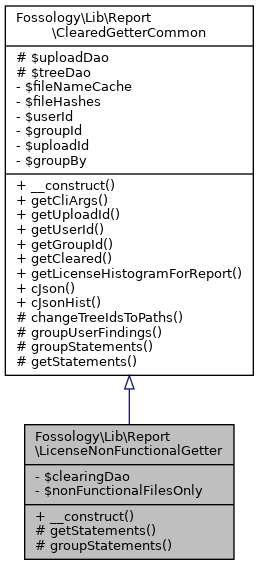 Fossology\Lib\Report
\ClearedGetterCommon
# $uploadDao
# $treeDao
- $fileNameCache
- $fileHashes
- $userId
- $groupId
- $uploadId
- $groupBy
+ __construct()
+ getCliArgs()
+ getUploadId()
+ getUserId()
+ getGroupId()
+ getCleared()
+ getLicenseHistogramForReport()
+ cJson()
+ cJsonHist()
# changeTreeIdsToPaths()
# groupUserFindings()
# groupStatements()
# getStatements()
Fossology\Lib\Report
\LicenseNonFunctionalGetter
- $clearingDao
- $nonFunctionalFilesOnly
+ __construct()
# getStatements()
# groupStatements()